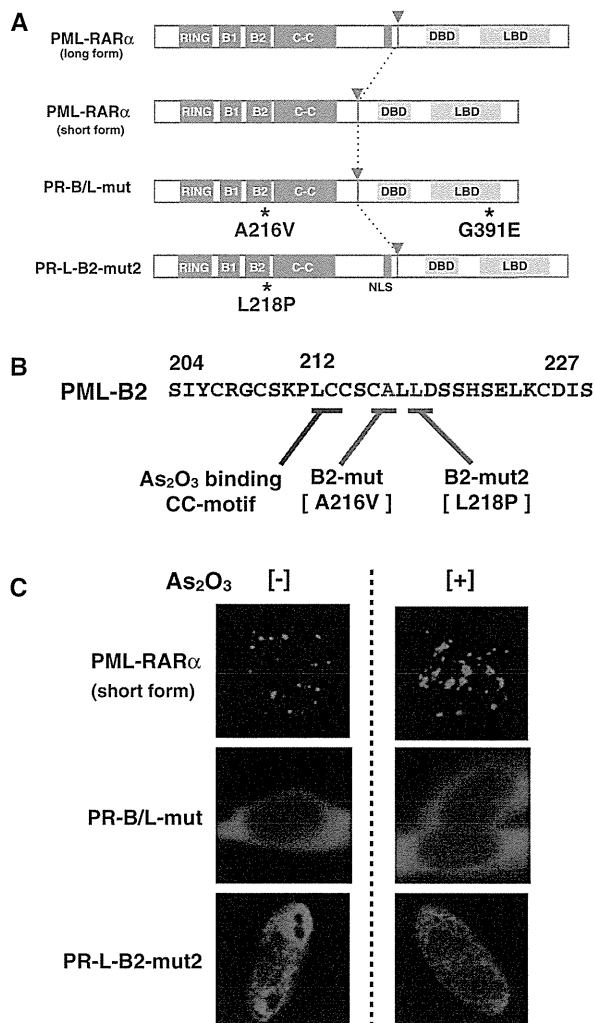 A
PML-RARα
(long form)
RING B1 B2 C-C DBD LBD
PML-RARα
(short form)
RING B1 B2 C-C DBD LBD
PR-B/L-mut
RING B1 B2 C-C DBD LBD
* *
A216V G391E
PR-L-B2-mut2
RING B1 B2 C-C DBD LBD
* NLS
L218P
B
204 212 227
PML-B2 SIYCRGCSKPLCCSCALLDSSHSELKCDIS
As₂O₃ binding
CC-motif
B2-mut
[ A216V ]
B2-mut2
[ L218P ]
C
As₂O₃ [-] [+]
PML-RARα
(short form)
PR-B/L-mut
PR-L-B2-mut2